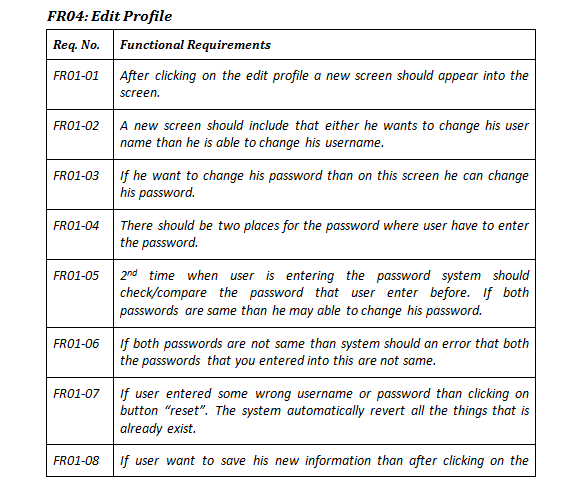 FR04: Edit Profile
Req. No. Functional Requirements
FR01-01 After clicking on the edit profile a new screen should appear into the
screen.
FR01-02 A new screen should include that either he wants to change his user
name than he is able to change his username.
FR01-03 If he want to change his password than on this screen he can change
his password.
FR01-04 There should be two places for the password where user have to enter
the password.
FR01-05 2nd time when user is entering the password system should
check/compare the password that user enter before. If both
passwords are same than he may able to change his password.
FR01-06 If both passwords are not same than system should an error that both
the passwords that you entered into this are not same.
FR01-07 If user entered some wrong username or password than clicking on
button “reset”. The system automatically revert all the things that is
already exist.
FR01-08 If user want to save his new information than after clicking on the